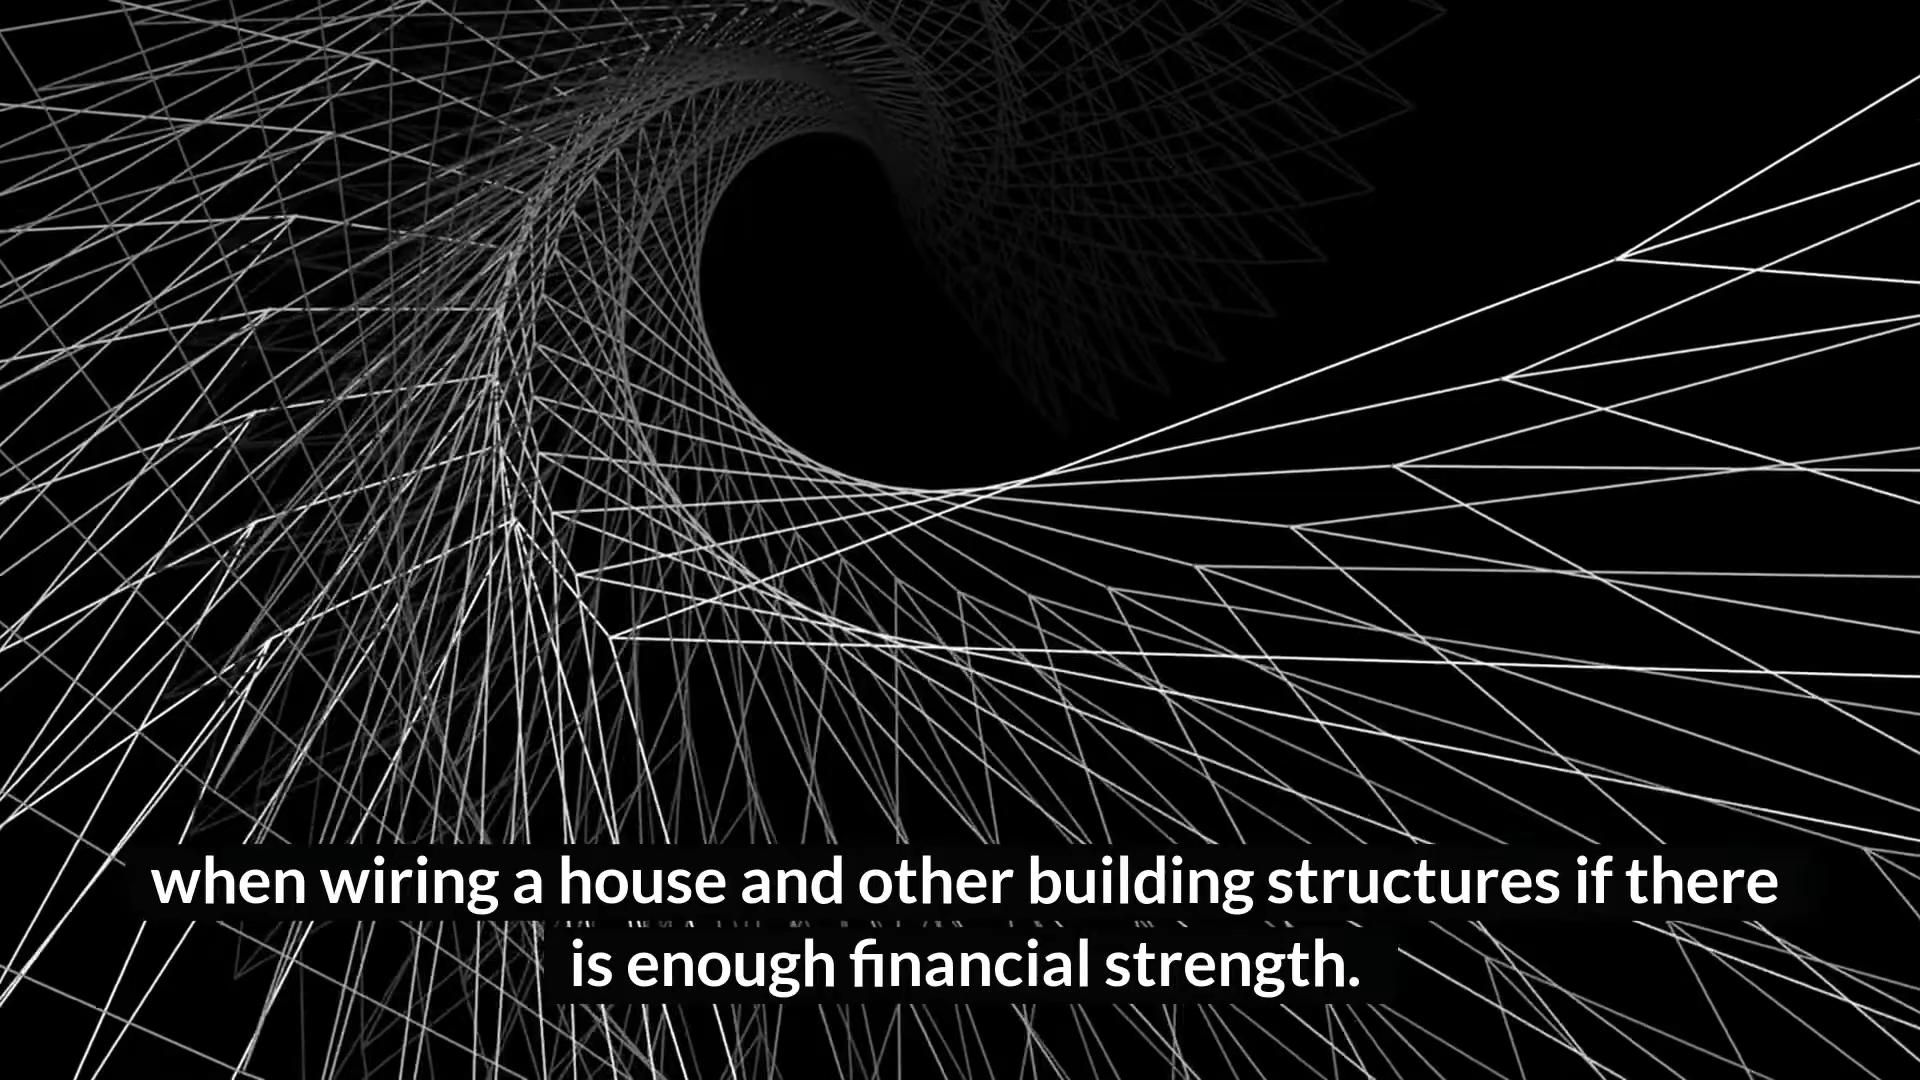 when wiring a house and other building structures if there
is enough financial strength.